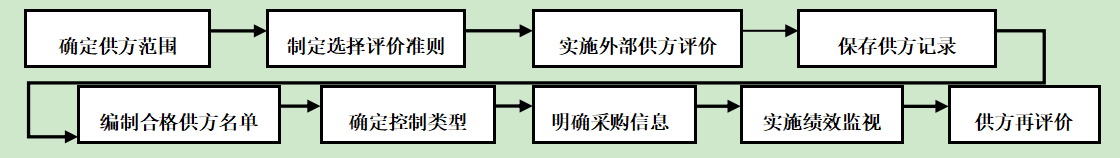 确定供方范围
制定选择评价准则
实施外部供方评价
保存供方记录
编制合格供方名单
确定控制类型
明确采购信息
实施绩效监视
供方再评价